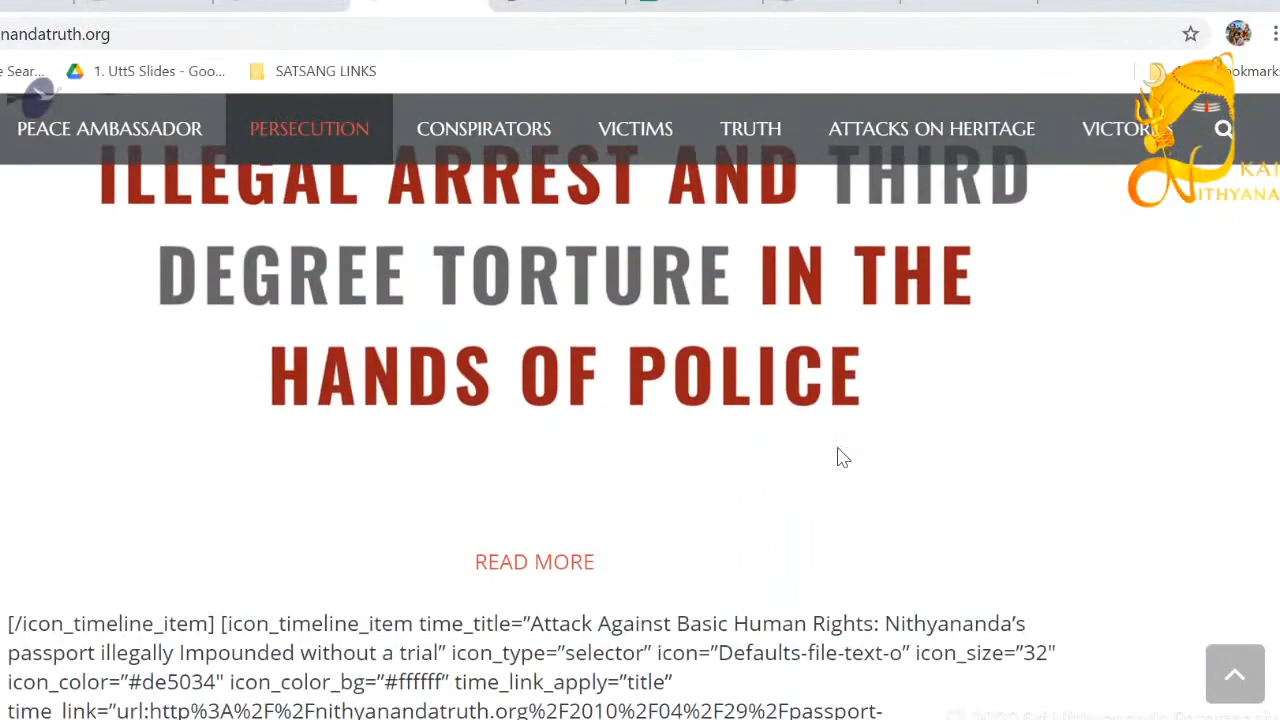 nandatruth.org
e Sear... 1. UttS Slides - Goo... SATSANG LINKS
PEACE AMBASSADOR PERSECUTION CONSPIRATORS VICTIMS TRUTH ATTACKS ON HERITAGE
ILLEGAL ARREST AND THIRD
DEGREE TORTURE IN THE
HANDS OF POLICE
READ MORE
[/icon_timeline_item] [icon_timeline_item time_title=”Attack Against Basic Human Rights: Nithyananda’s
passport illegally Impounded without a trial” icon_type=”selector” icon=”Defaults-file-text-o” icon_size=”32″
icon_color=”#de5034″ icon_color_bg=”#ffffff” time_link_apply=”title”
time_link=”url:http%3A%2F%2Fnithyanandatruth.org%2F2010%2F04%2F29%2Fpassport-